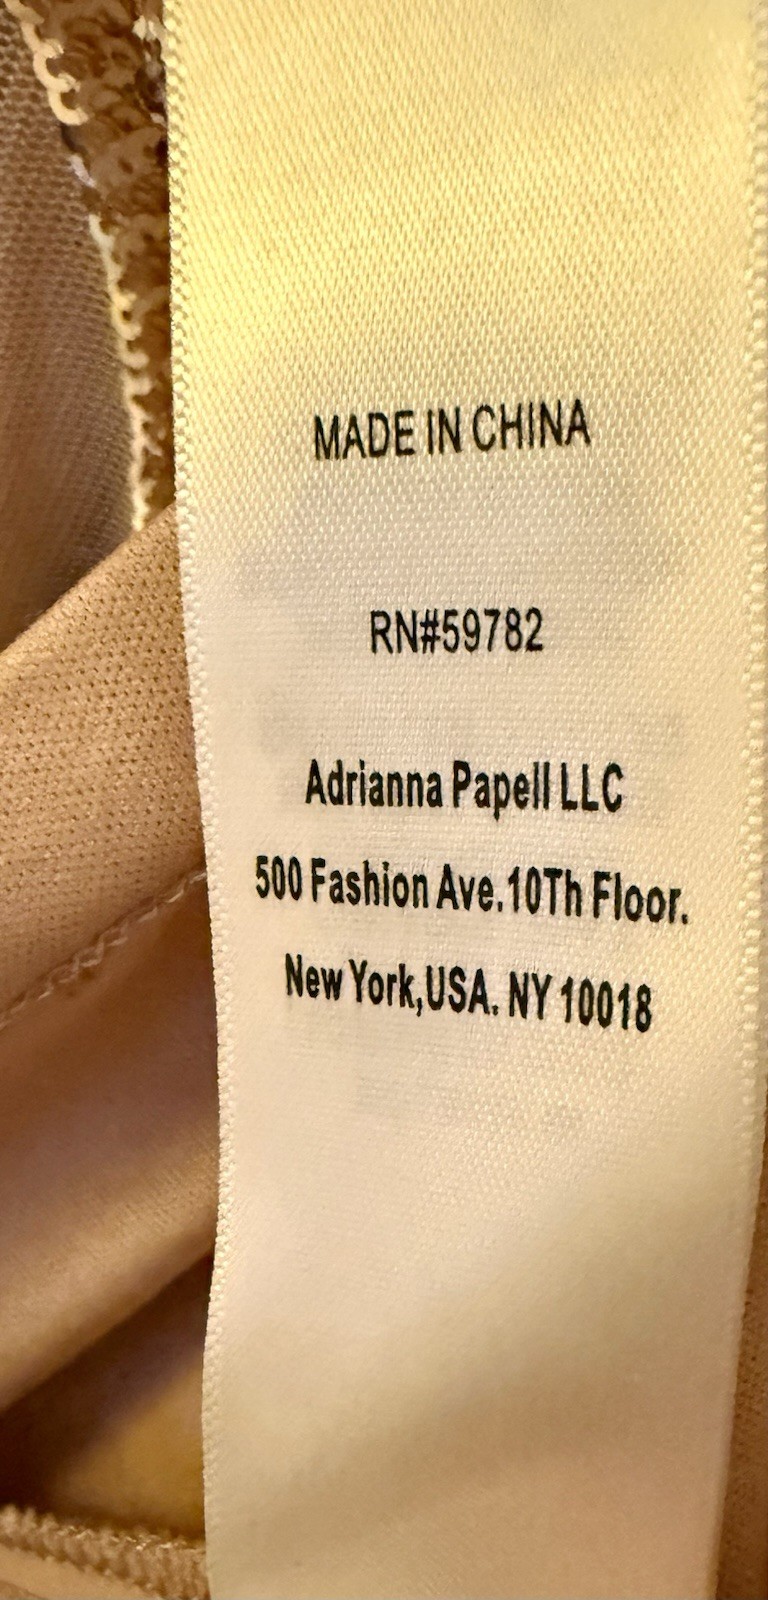 MADE IN CHINA
RN#59782
Adrianna Papell LLC
500 Fashion Ave.10Th Floor.
New York,USA. NY 10018